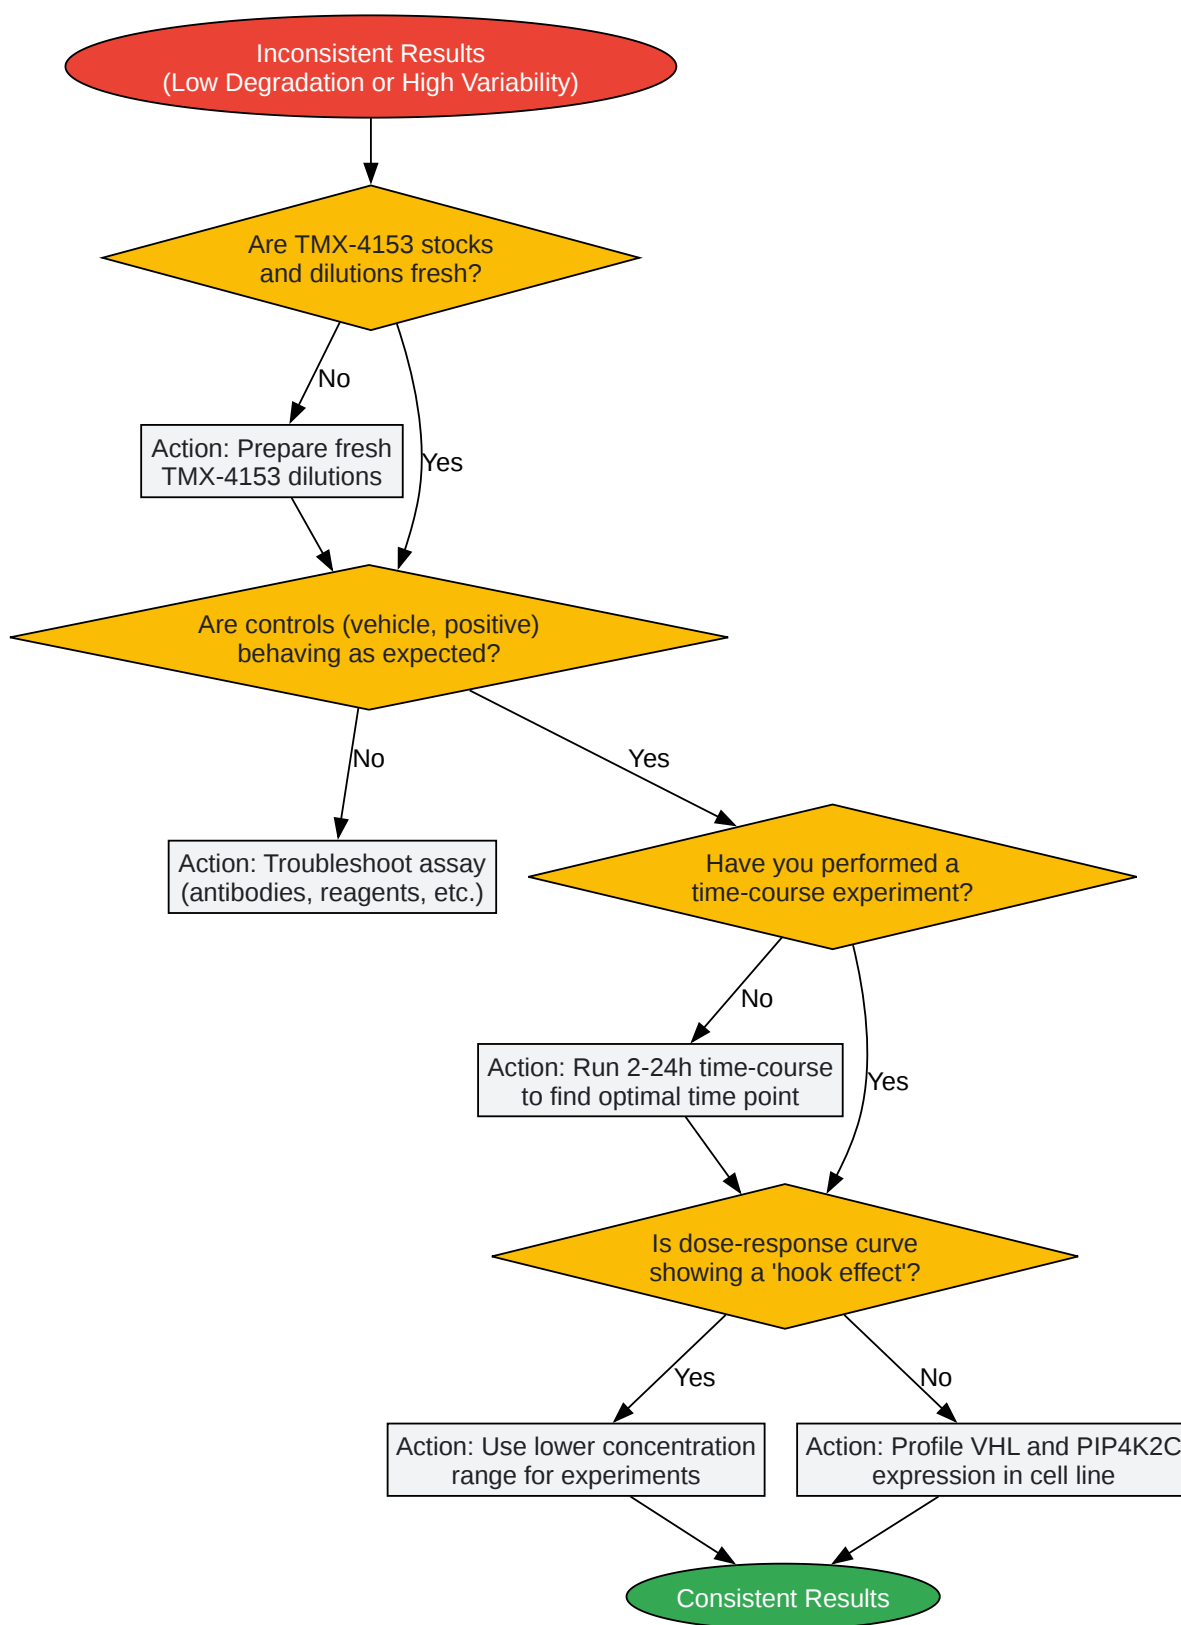 Inconsistent Results
(Low Degradation or High Variability)
Are TMX-4153 stocks
and dilutions fresh?
No
Yes
Action: Prepare fresh
TMX-4153 dilutions
Are controls (vehicle, positive)
behaving as expected?
No
Yes
Action: Troubleshoot assay
(antibodies, reagents, etc.)
Have you performed a
time-course experiment?
No
Yes
Action: Run 2-24h time-course
to find optimal time point
Is dose-response curve
showing a 'hook effect'?
Yes
No
Action: Use lower concentration
range for experiments
Action: Profile VHL and PIP4K2C
expression in cell line
Consistent Results